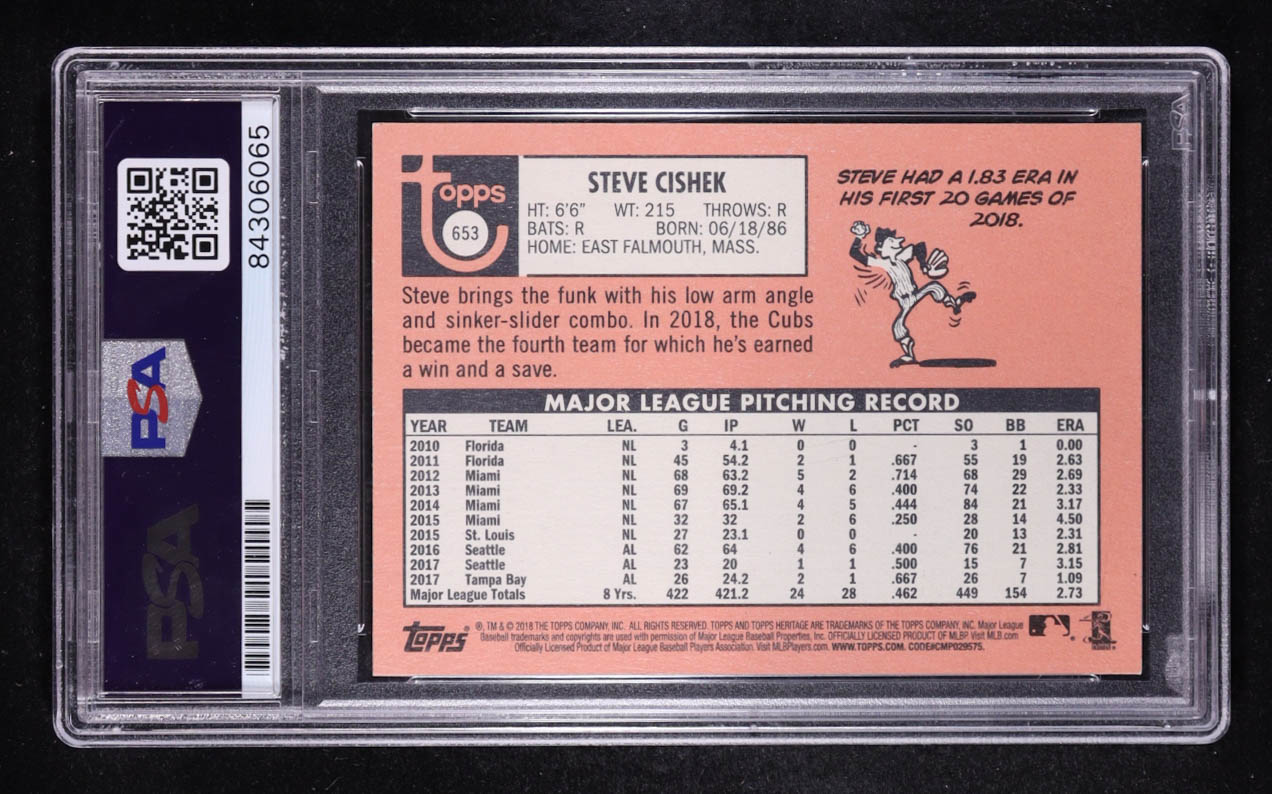 84306065
PSA
PSA
PSA
topps
653
STEVE CISHEK
HT: 6'6" WT: 215 THROWS: R
BATS: R BORN: 06/18/86
HOME: EAST FALMOUTH, MASS.
STEVE HAD A 1.83 ERA IN
HIS FIRST 20 GAMES OF
2018.
Steve brings the funk with his low arm angle
and sinker-slider combo. In 2018, the Cubs
became the fourth team for which he's earned
a win and a save.
MAJOR LEAGUE PITCHING RECORD
YEAR TEAM LEA. G IP W L PCT SO BB ERA
2010 Florida NL 3 4.1 0 0 - 3 1 0.00
2011 Florida NL 45 54.2 2 1 .667 55 19 2.63
2012 Miami NL 68 63.2 5 2 .714 68 29 2.69
2013 Miami NL 69 69.2 4 6 .400 74 22 2.33
2014 Miami NL 67 65.1 4 5 .444 84 21 3.17
2015 Miami NL 32 32 2 6 .250 28 14 4.50
2015 St. Louis NL 27 23.1 0 0 - 20 13 2.31
2016 Seattle AL 62 64 4 6 .400 76 21 2.81
2017 Seattle AL 23 20 1 1 .500 15 7 3.15
2017 Tampa Bay AL 26 24.2 2 1 .667 26 7 1.09
Major League Totals 8 Yrs. 422 421.2 24 28 .462 449 154 2.73
topps
®, TM & © 2018 THE TOPPS COMPANY, INC. ALL RIGHTS RESERVED. TOPPS AND TOPPS HERITAGE ARE TRADEMARKS OF THE TOPPS COMPANY, INC. Major League
Baseball trademarks and copyrights are used with permission of Major League Baseball Properties, Inc. OFFICIALLY LICENSED PRODUCT OF MLBP. Visit MLB.com
Officially Licensed Product of Major League Baseball Players Association. Visit MLBPlayers.com. WWW.TOPPS.COM. CODE#CMP029575.